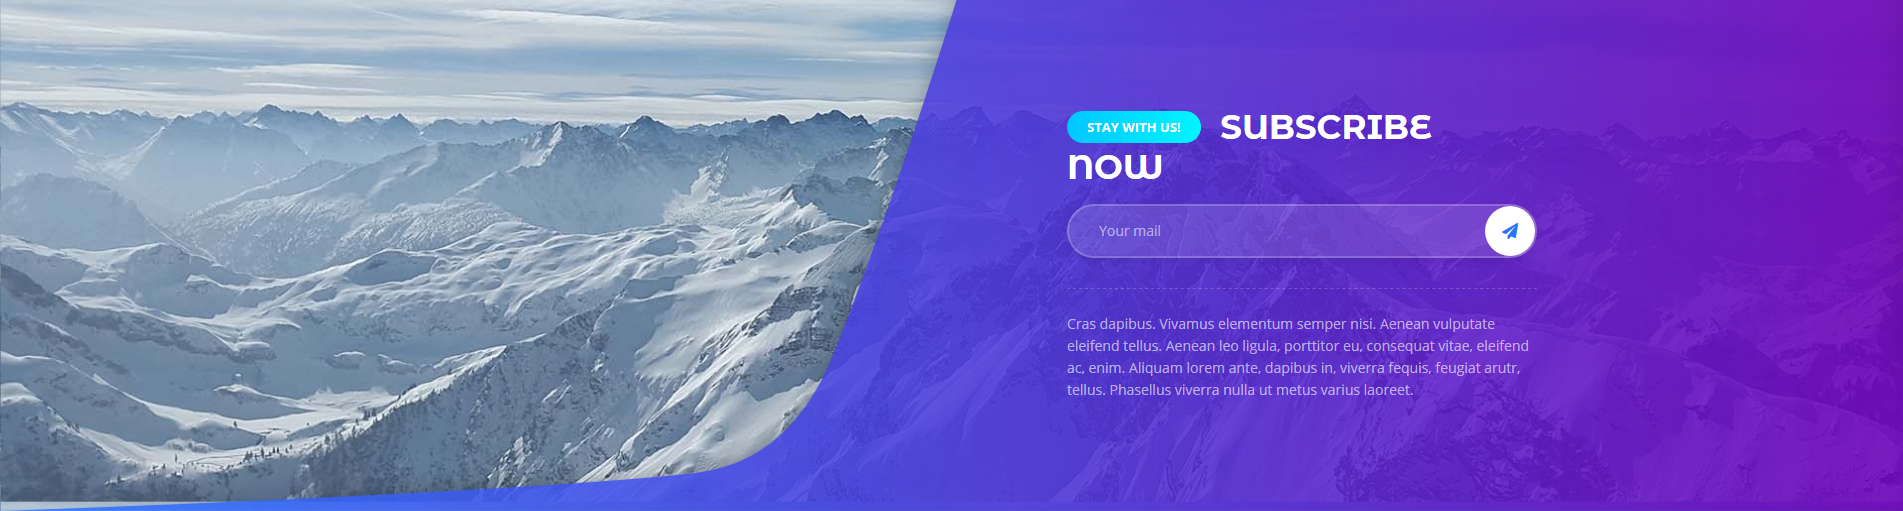 STAY WITH US! SUBSCRIBE
now
Your mail
Cras dapibus. Vivamus elementum semper nisi. Aenean vulputate
eleifend tellus. Aenean leo ligula, porttitor eu, consequat vitae, eleifend
ac, enim. Aliquam lorem ante, dapibus in, viverra fequis, feugiat arutr,
tellus. Phasellus viverra nulla ut metus varius laoreet.